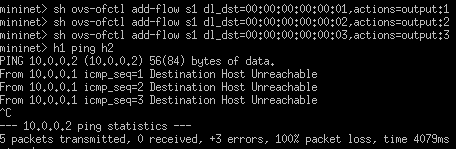 mininet> sh ovs-ofctl add-flow s1 dl_dst=00:00:00:00:00:01,actions=output:1
mininet> sh ovs-ofctl add-flow s1 dl_dst=00:00:00:00:00:02,actions=output:2
mininet> sh ovs-ofctl add-flow s1 dl_dst=00:00:00:00:00:03,actions=output:3
mininet> h1 ping h2
PING 10.0.0.2 (10.0.0.2) 56(84) bytes of data.
From 10.0.0.1 icmp_seq=1 Destination Host Unreachable
From 10.0.0.1 icmp_seq=2 Destination Host Unreachable
From 10.0.0.1 icmp_seq=3 Destination Host Unreachable
^C
--- 10.0.0.2 ping statistics ---
5 packets transmitted, 0 received, +3 errors, 100% packet loss, time 4079ms